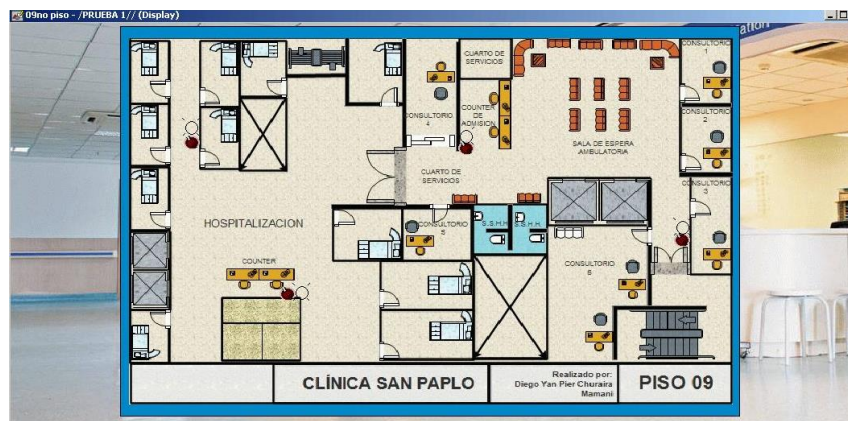 09no piso - /PRUEBA 1// (Display)
CONSULTORIO
1
CUARTO DE
SERVICIOS
CONSULTORIO
4
COUNTER
DE
ADMISION
CONSULTORIO
2
SALA DE ESPERA
AMBULATORIA
CUARTO DE
SERVICIOS
CONSULTORIO
3
HOSPITALIZACION
CONSULTORIO
5
S.S.H.H
S.S.H.H
COUNTER
CONSULTORIO
6
CLÍNICA SAN PAPLO
Realizado por:
Diego Yan Pier Churaira
Mamani
PISO 09